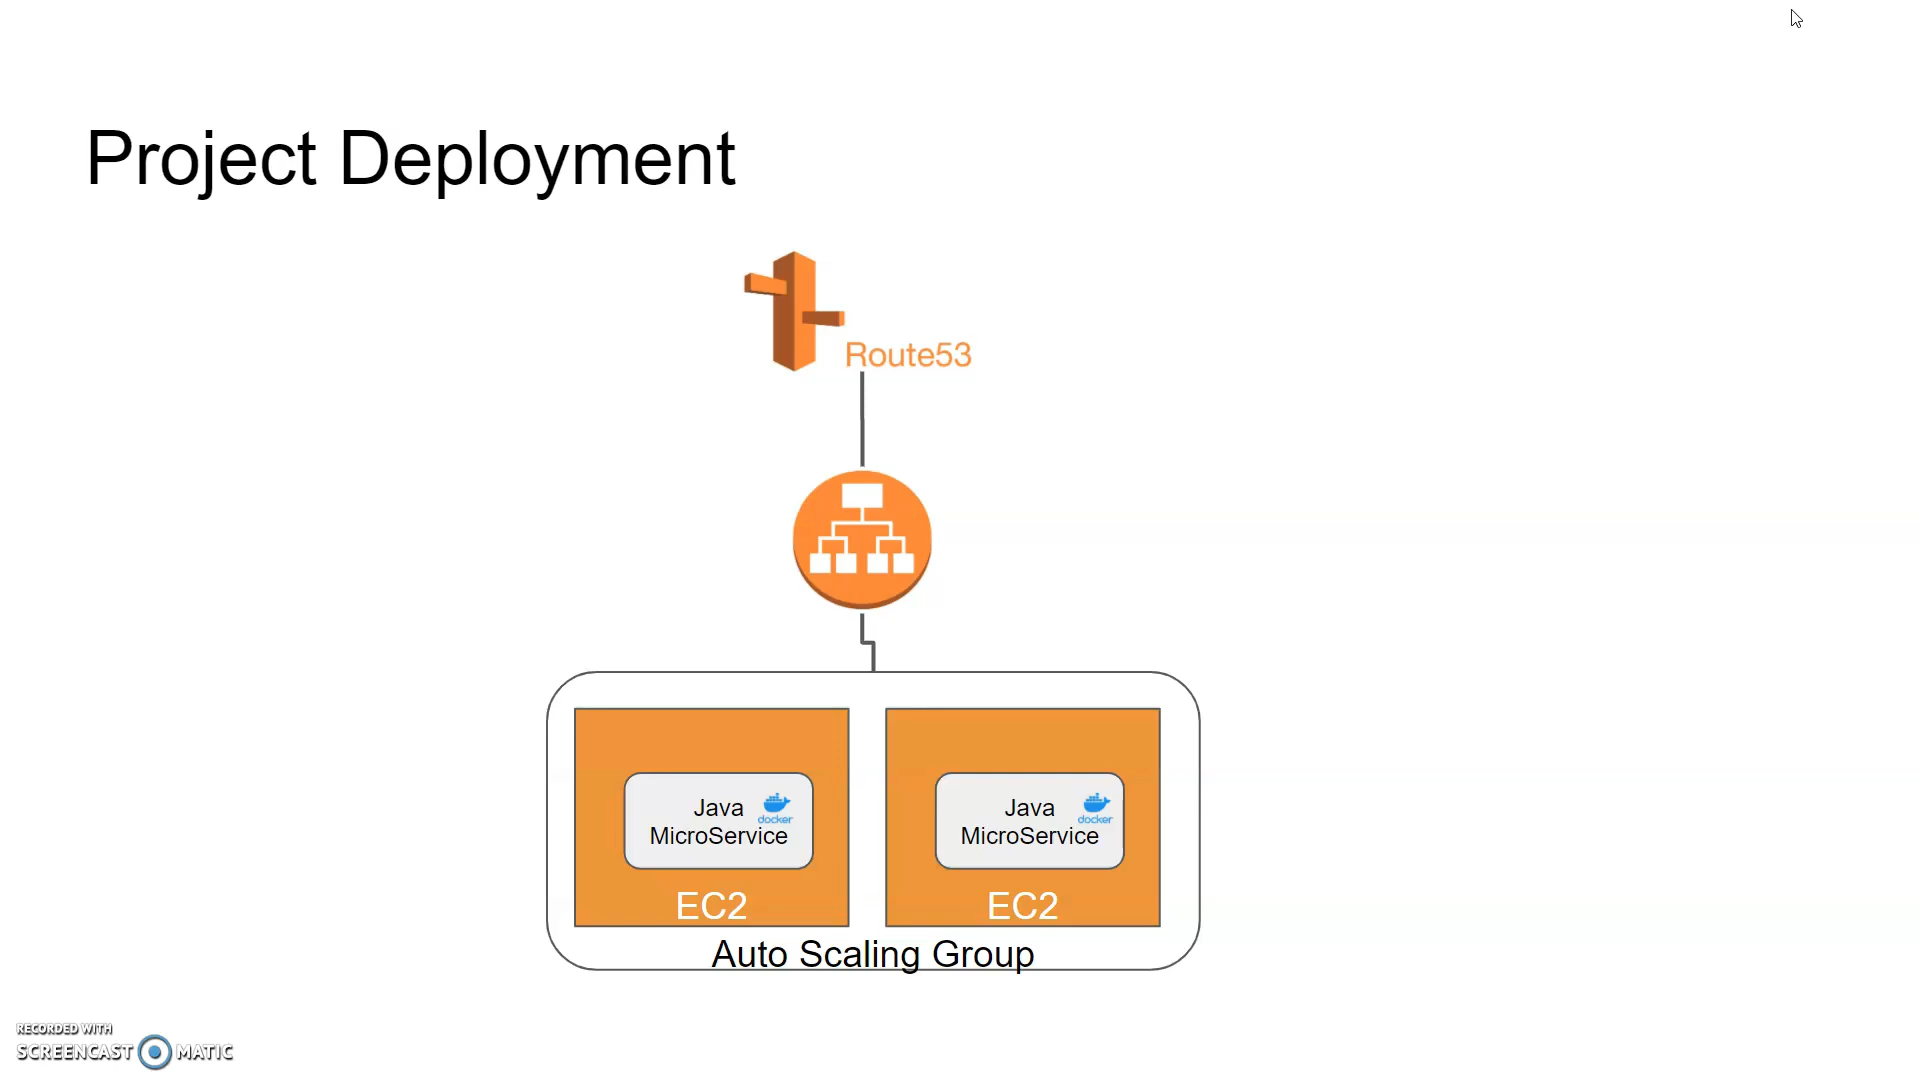 Project Deployment
Route53
Java
docker
MicroService
EC2
Java
docker
MicroService
EC2
Auto Scaling Group
RECORDED WITH
SCREENCAST MATIC